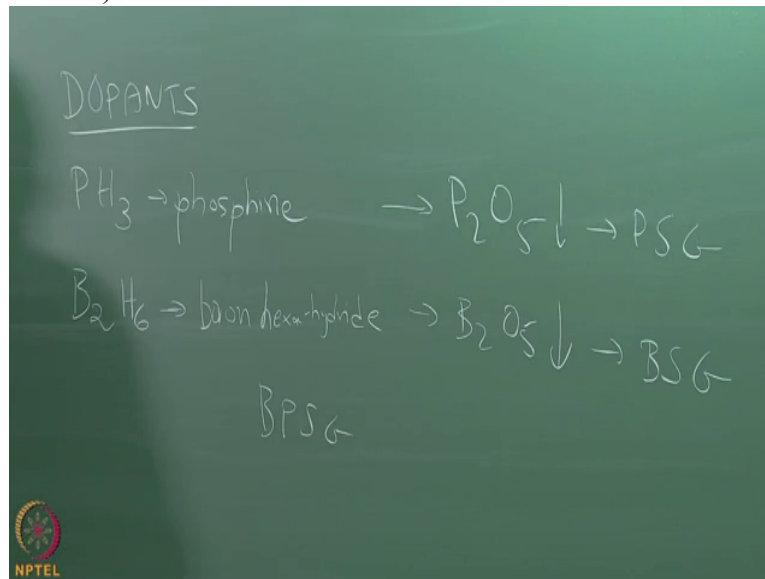 DOPANTS
PH3 → phosphine → P2O5 ↓ → PSG
B2H6 → boron hexa-hydride → B2O5 ↓ → BSG
BPSG
NPTEL